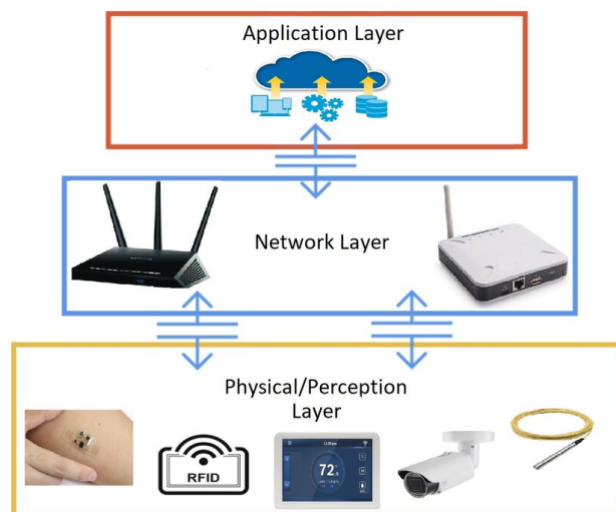 Application Layer
Network Layer
Physical/Perception
Layer
RFID
72